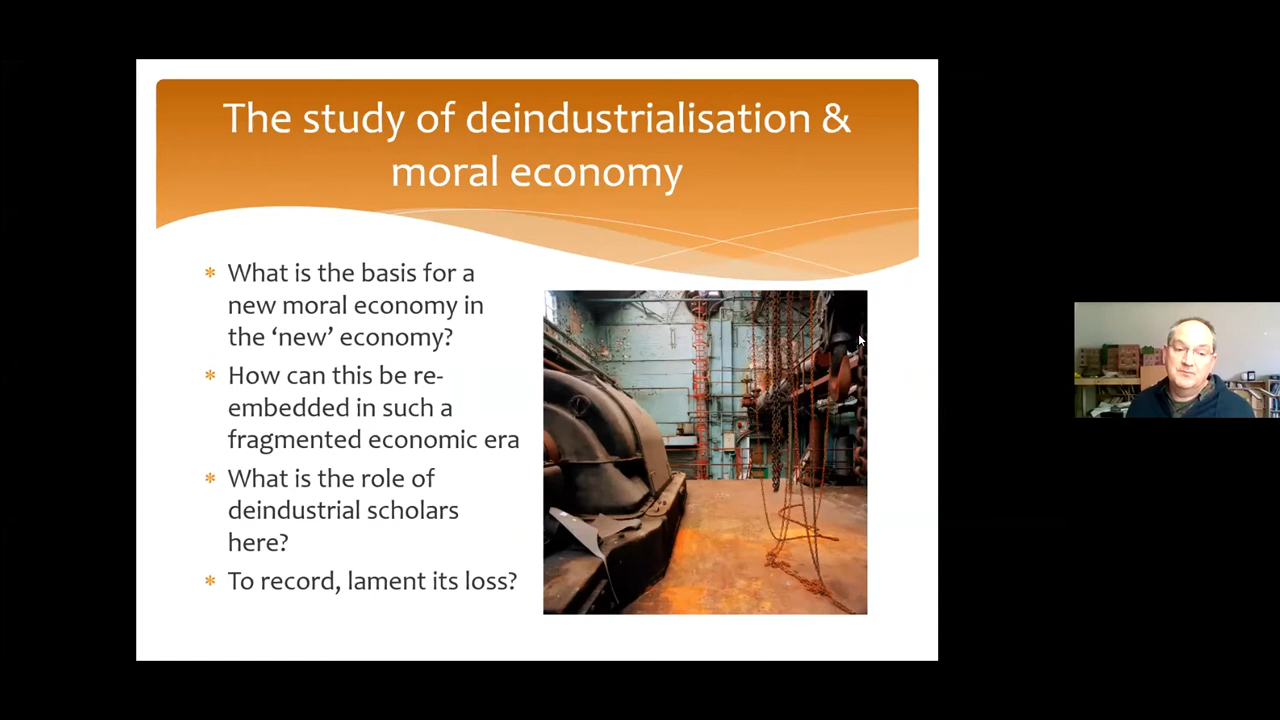 The study of deindustrialisation &
moral economy
* What is the basis for a
new moral economy in
the ‘new’ economy?
* How can this be re-
embedded in such a
fragmented economic era
* What is the role of
deindustrial scholars
here?
* To record, lament its loss?